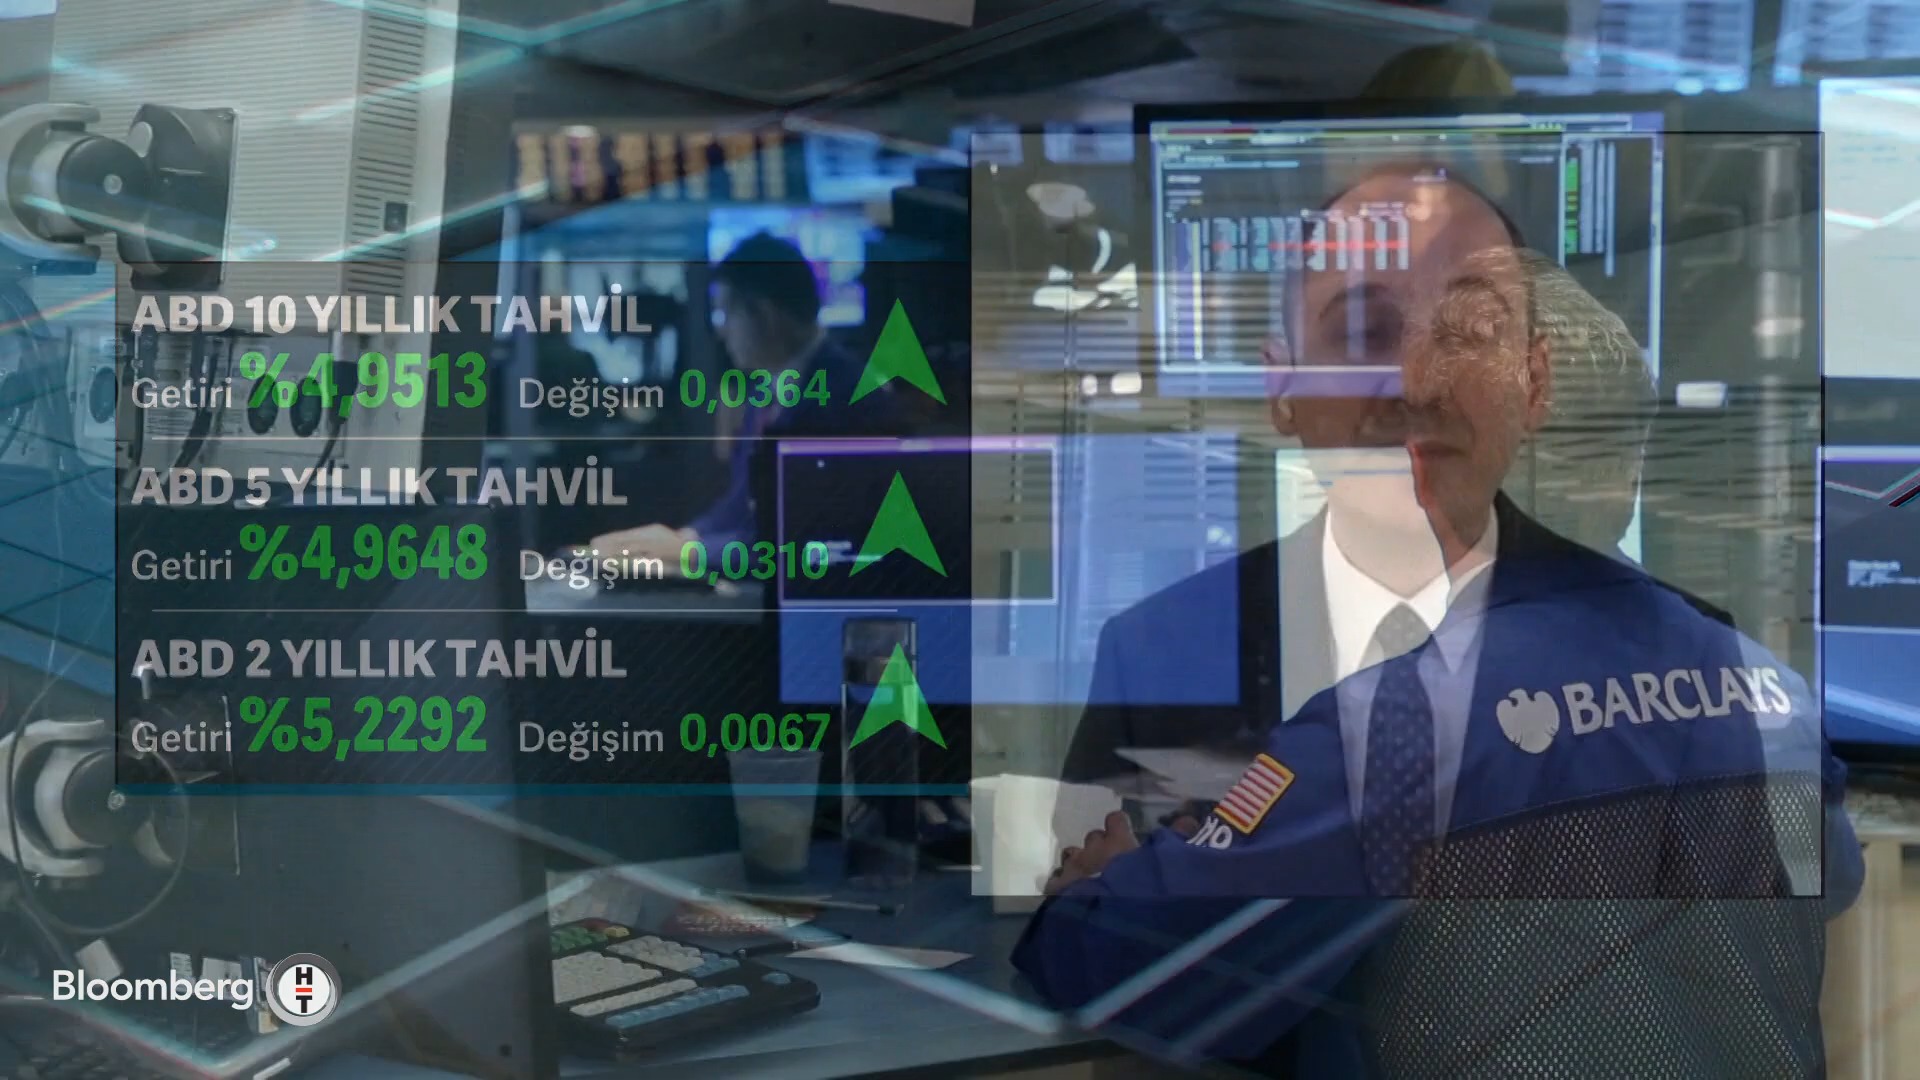 ABD 10 YILLIK TAHVİL
Getiri %4,9513 Değişim 0,0364
ABD 5 YILLIK TAHVİL
Getiri %4,9648 Değişim 0,0310
ABD 2 YILLIK TAHVİL
Getiri %5,2292 Değişim 0,0067
BARCLAYS
Bloomberg HT